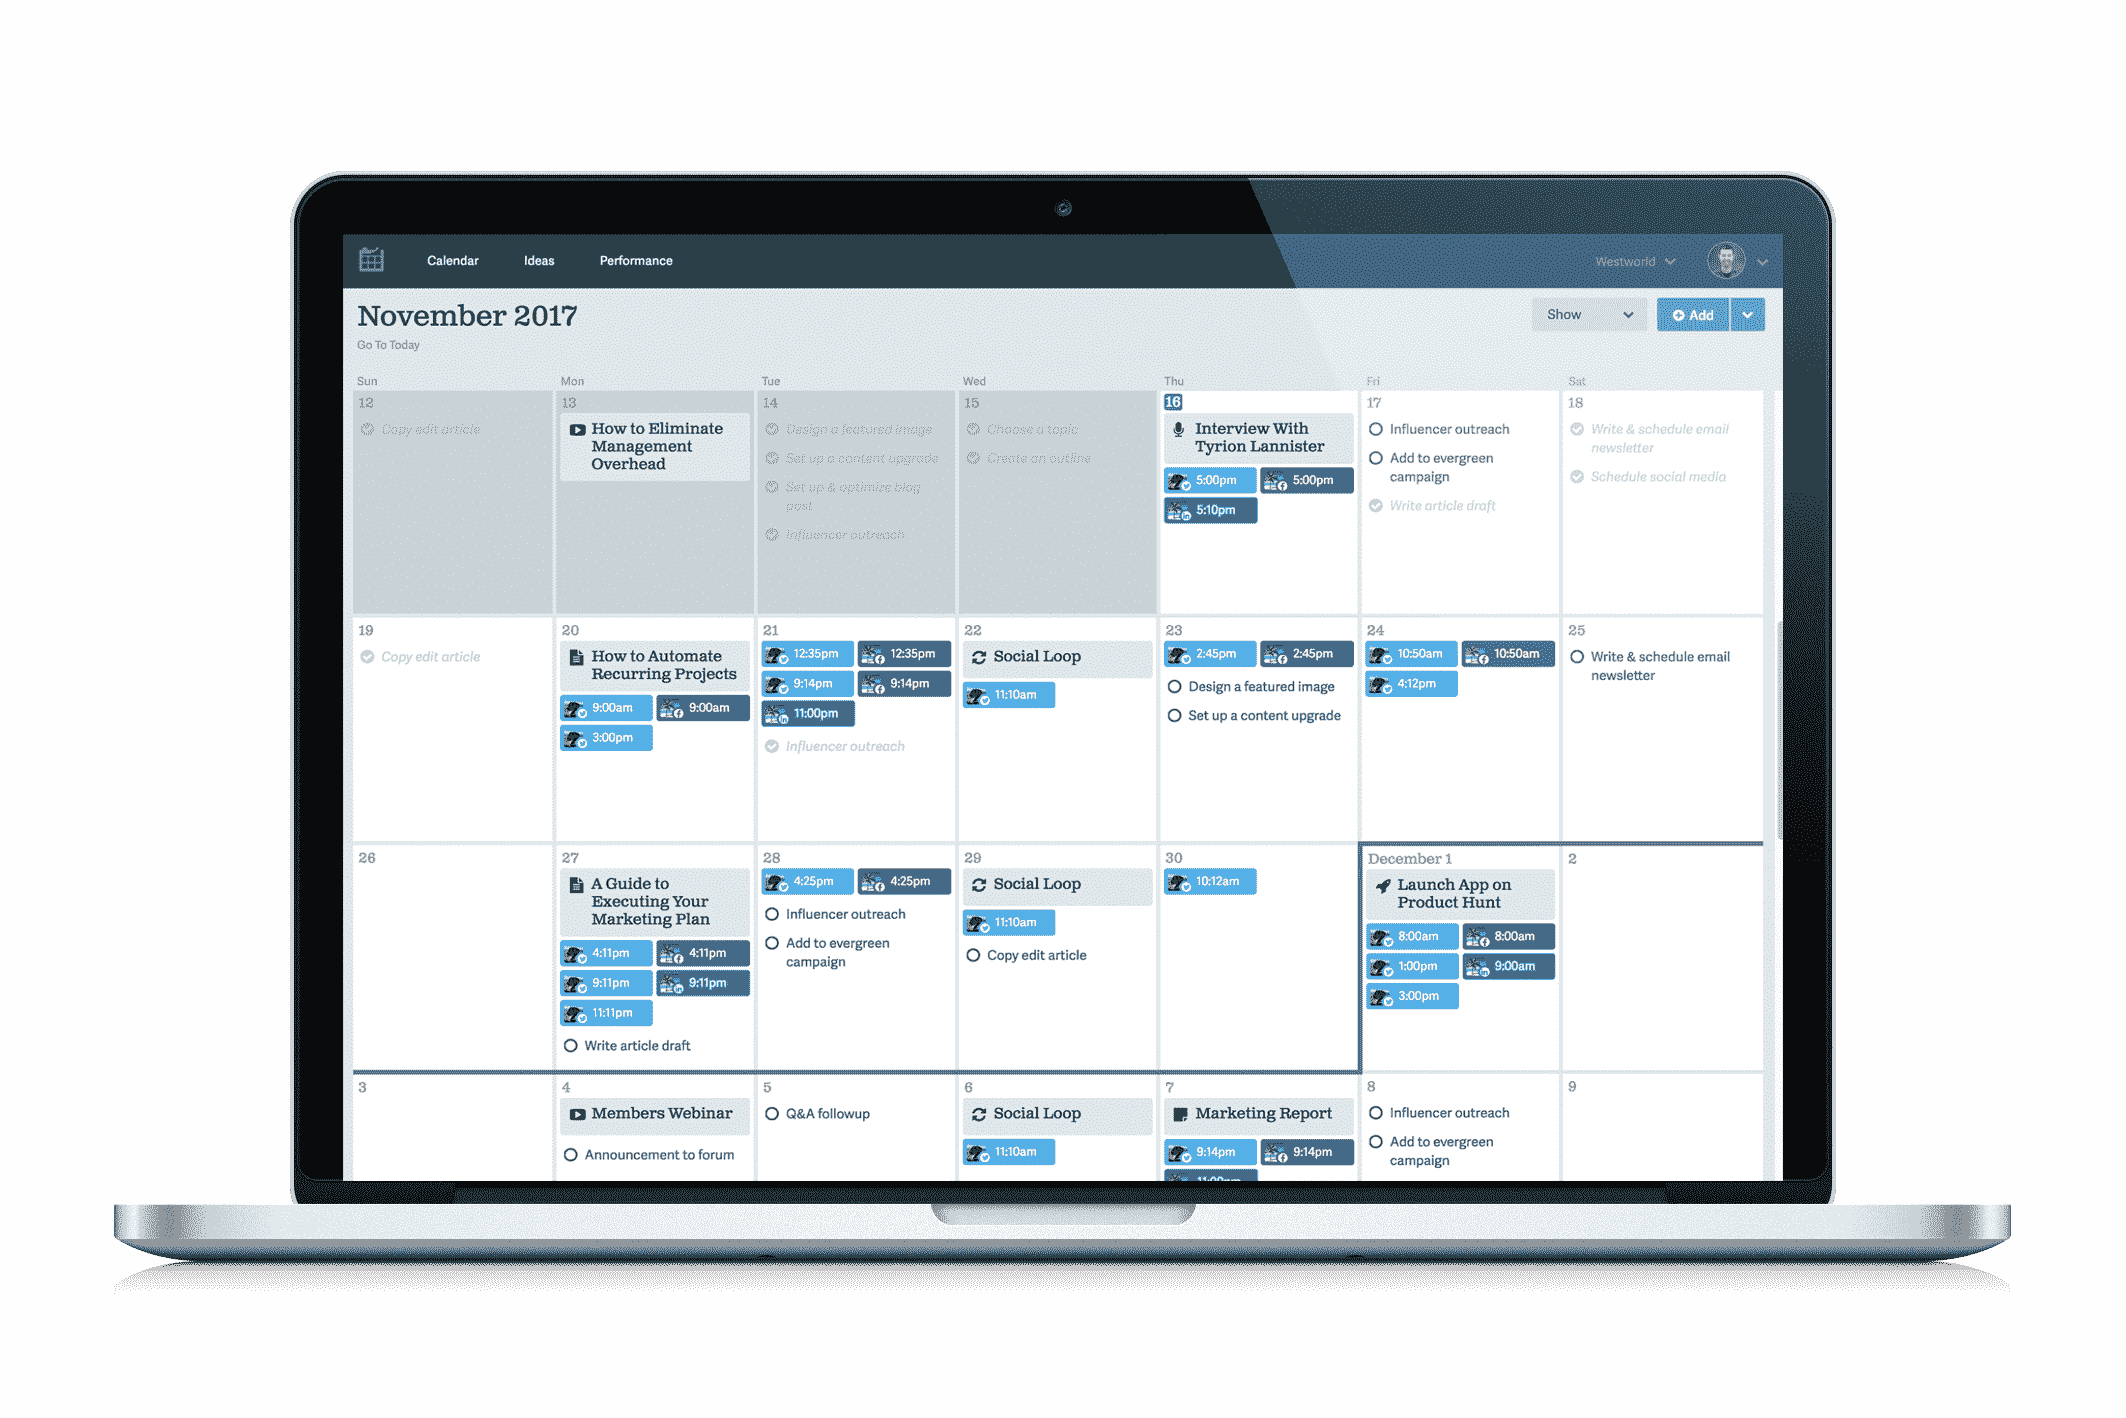 Calendar Ideas Performance Westworld
November 2017 Show Add
Go To Today
Sun Mon Tue Wed Thu Fri Sat
12
Copy edit article
13
How to Eliminate
Management
Overhead
14
Design a featured image
Set up a content upgrade
Set up & optimize blog
post
Influencer outreach
15
Choose a topic
Create an outline
16
Interview With
Tyrion Lannister
5:00pm 5:00pm
5:10pm
17
Influencer outreach
Add to evergreen
campaign
Write article draft
18
Write & schedule email
newsletter
Schedule social media
19
Copy edit article
20
How to Automate
Recurring Projects
9:00am 9:00am
3:00pm
21
12:35pm 12:35pm
9:14pm 9:14pm
11:00pm
Influencer outreach
22
Social Loop
11:10am
23
2:45pm 2:45pm
Design a featured image
Set up a content upgrade
24
10:50am 10:50am
4:12pm
25
Write & schedule email
newsletter
26
27
A Guide to
Executing Your
Marketing Plan
4:11pm 4:11pm
9:11pm 9:11pm
11:11pm
Write article draft
28
4:25pm 4:25pm
Influencer outreach
Add to evergreen
campaign
29
Social Loop
11:10am
Copy edit article
30
10:12am
December 1
Launch App on
Product Hunt
8:00am 8:00am
1:00pm 9:00am
3:00pm
2
3
4
Members Webinar
Announcement to forum
5
Q&A followup
6
Social Loop
11:10am
7
Marketing Report
9:14pm 9:14pm
11:00pm
8
Influencer outreach
Add to evergreen
campaign
9